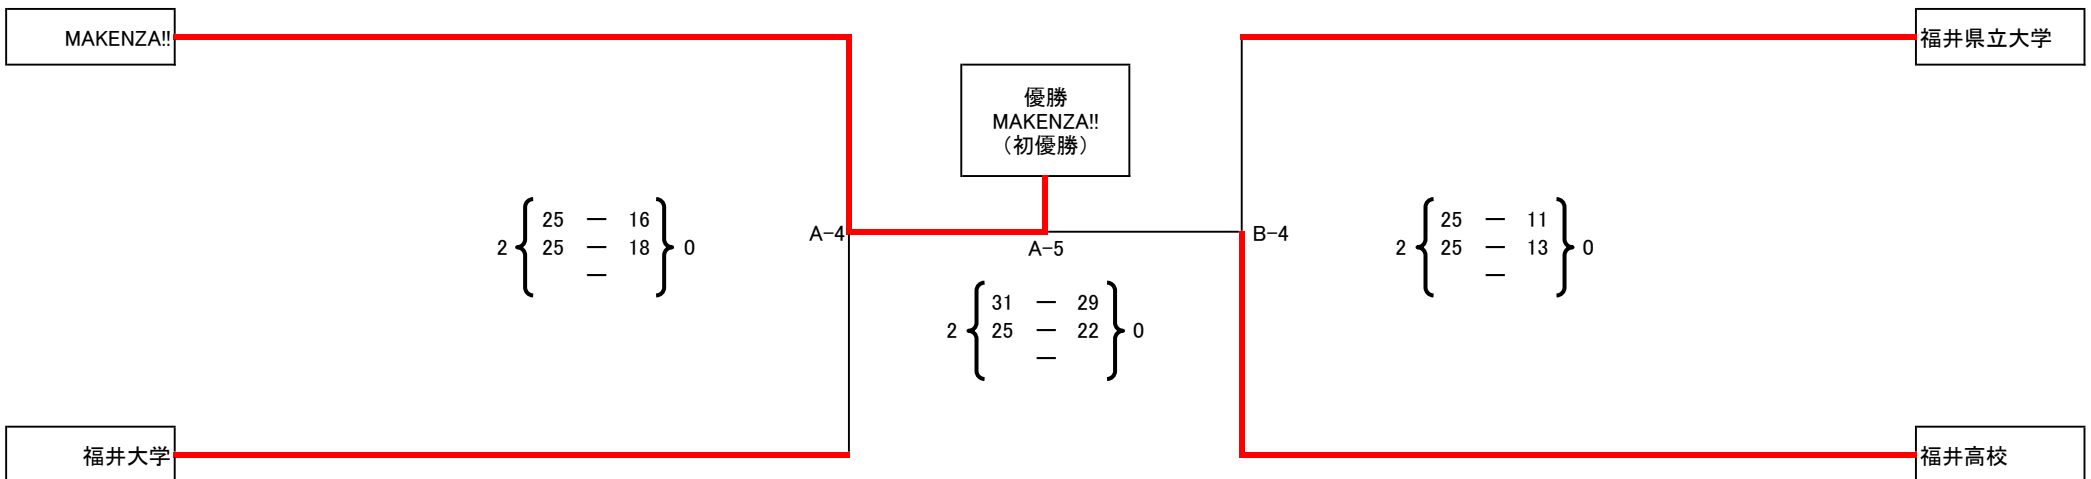 MAKENZA!!
福井県立大学
優勝
MAKENZA!!
（初優勝）
2 { 25 — 16 } 0
25 — 18
—
A-4
A-5
B-4
2 { 25 — 11 } 0
25 — 13
—
2 { 31 — 29 } 0
25 — 22
—
福井大学
福井高校